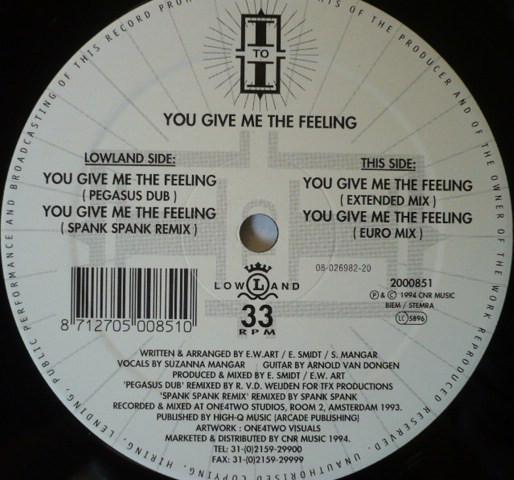 I
TO
I
YOU GIVE ME THE FEELING
LOWLAND SIDE:
YOU GIVE ME THE FEELING
( PEGASUS DUB )
YOU GIVE ME THE FEELING
( SPANK SPANK REMIX )
THIS SIDE:
YOU GIVE ME THE FEELING
( EXTENDED MIX )
YOU GIVE ME THE FEELING
( EURO MIX )
08-026982-20
8 712705 008510
LOW L AND
33
RPM
2000851
Ⓟ & © 1994 CNR MUSIC
BIEM / STEMRA
LC 5896
WRITTEN & ARRANGED BY E.W.ART / E. SMIDT / S. MANGAR
VOCALS BY SUZANNA MANGAR GUITAR BY ARNOLD VAN DONGEN
PRODUCED & MIXED BY E. SMIDT / E.W. ART
'PEGASUS DUB' REMIXED BY R. V.D. WEIJDEN FOR TFX PRODUCTIONS
'SPANK SPANK REMIX' REMIXED BY SPANK SPANK
RECORDED & MIXED AT ONE4TWO STUDIOS, ROOM 2, AMSTERDAM 1993.
PUBLISHED BY HIGH-Q MUSIC [ARCADE PUBLISHING]
ARTWORK : ONE4TWO VISUALS
MARKETED & DISTRIBUTED BY CNR MUSIC 1994.
TEL: 31-(0)2159-29900
FAX: 31-(0)2159-29999
OF THE PRODUCER AND OF THE OWNER OF THE WORK REPRODUCED RESERVED. UNAUTHORISED COPYING, HIRING, LENDING, PUBLIC PERFORMANCE AND BROADCASTING OF THIS RECORD